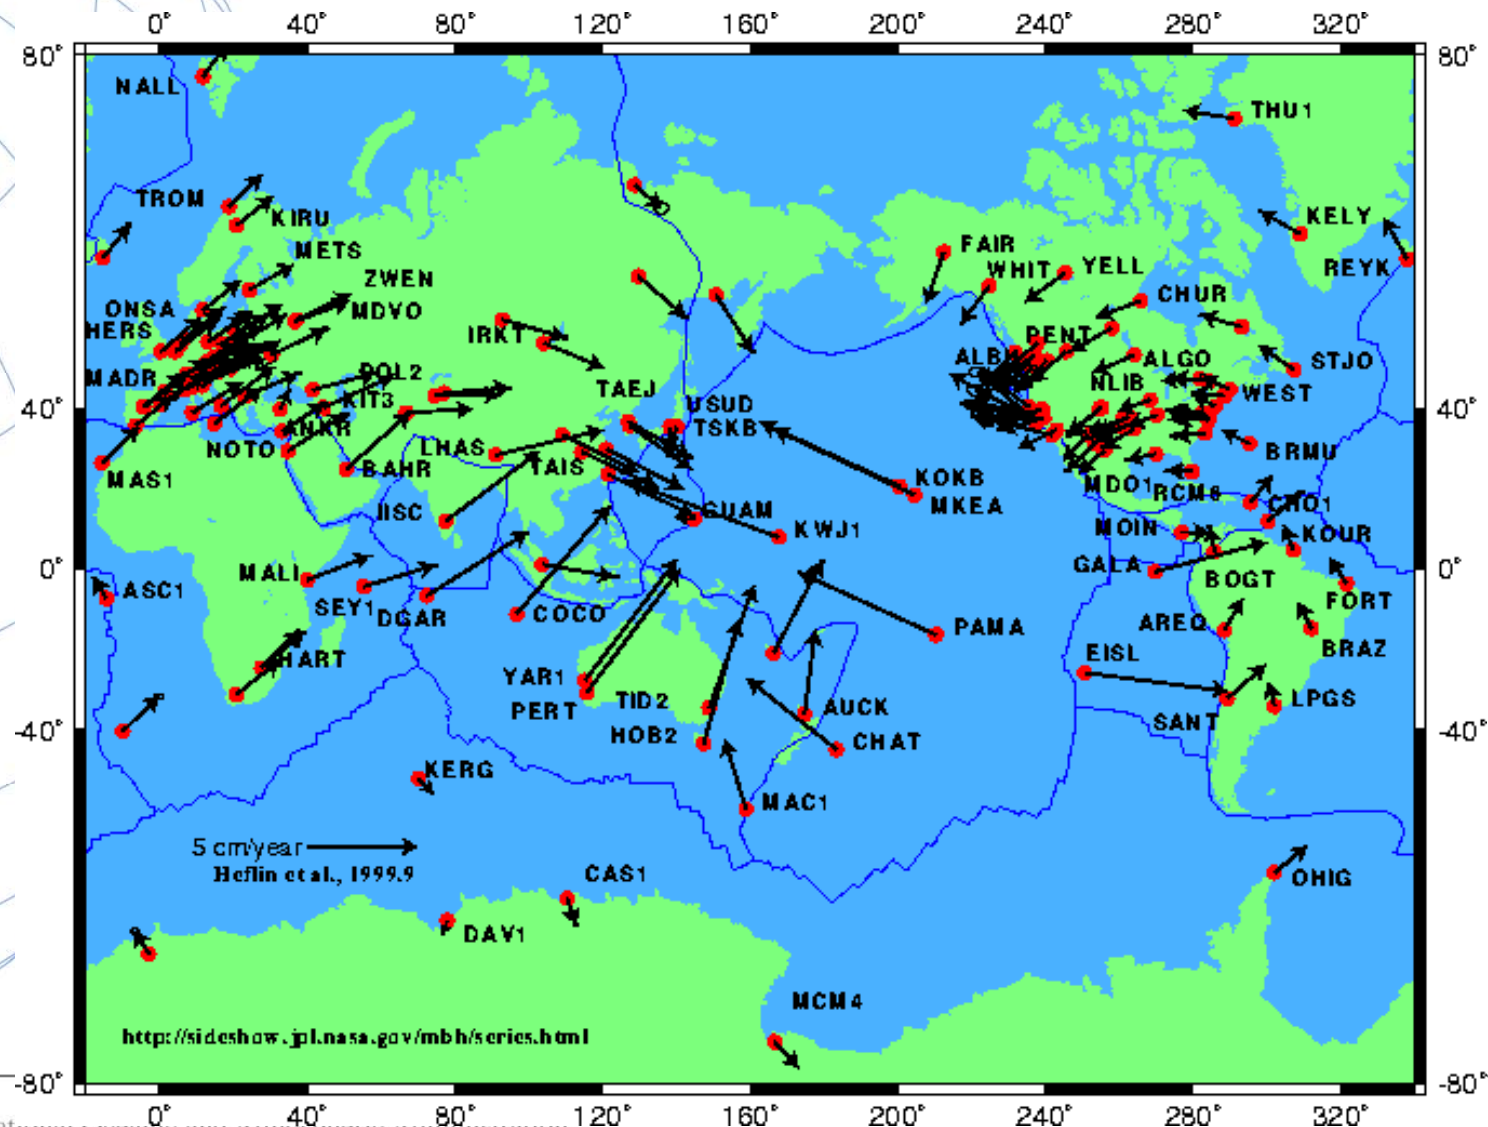 0° 40° 80° 120° 160° 200° 240° 280° 320°
80° 80°
NALL
THU1
TROM
KIRU
KELY
METS
FAIR
WHIT YELL
REYK
ZWEN
CHUR
ONSA
MDVO
HERS
IRKT
PENT
ALBH
ALGO
STJO
MADR
POL2
TAEJ
NLIB
WEST
KIT3
USUD
40° 40°
ANKR
TSKB
NOTO
LHAS
BRMU
MAS1
BAHR
TAIS
KOKB
MDO1
RCM6
MKEA
IISC
GUAM
CRO1
KWJ1
MOIN
KOUR
0° 0°
MALI
GALA
BOGT
ASC1
SEY1
DGAR
COCO
FORT
AREQ
PAMA
BRAZ
HART
EISL
YAR1
PERT
TID2
AUCK
SANT
LPGS
-40° -40°
HOB2
CHAT
KERG
MAC1
5 cm/year
Heflin et al., 1999.9
CAS1
OHIG
DAV1
MCM4
http://sideshow.jpl.nasa.gov/mbh/series.html
-80° -80°
0° 40° 80° 120° 160° 200° 240° 280° 320°